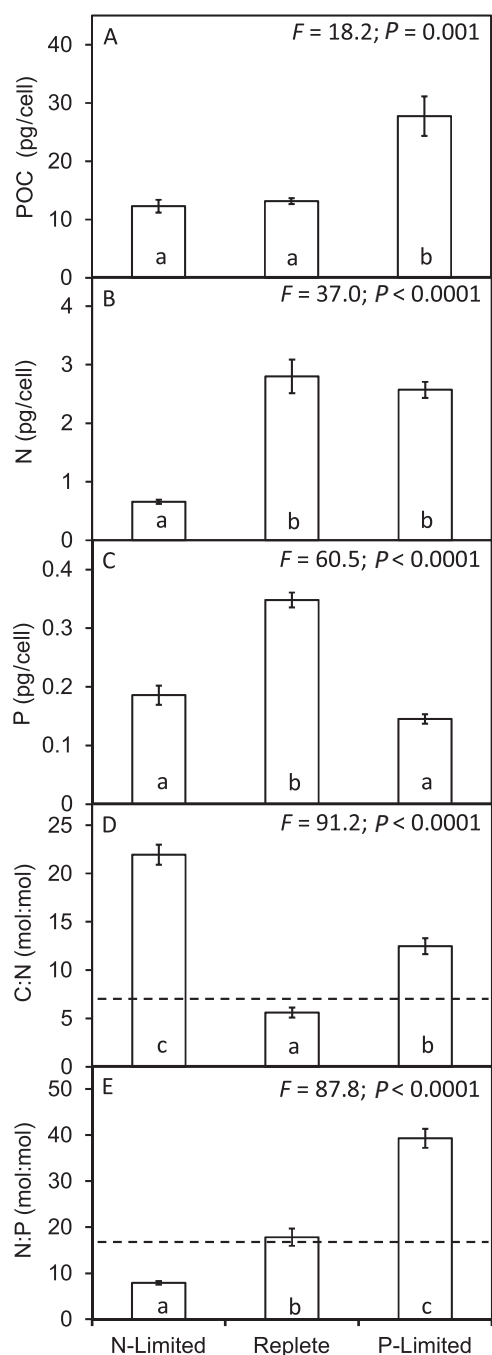 A
F = 18.2; P = 0.001
POC (pg/cell)
40
30
20
10
0
a
a
b
B
F = 37.0; P < 0.0001
N (pg/cell)
4
3
2
1
0
a
b
b
C
F = 60.5; P < 0.0001
P (pg/cell)
0.4
0.3
0.2
0.1
0
a
b
a
D
F = 91.2; P < 0.0001
C:N (mol:mol)
25
20
15
10
5
0
c
a
b
E
F = 87.8; P < 0.0001
N:P (mol:mol)
50
40
30
20
10
0
a
b
c
N-Limited Replete P-Limited